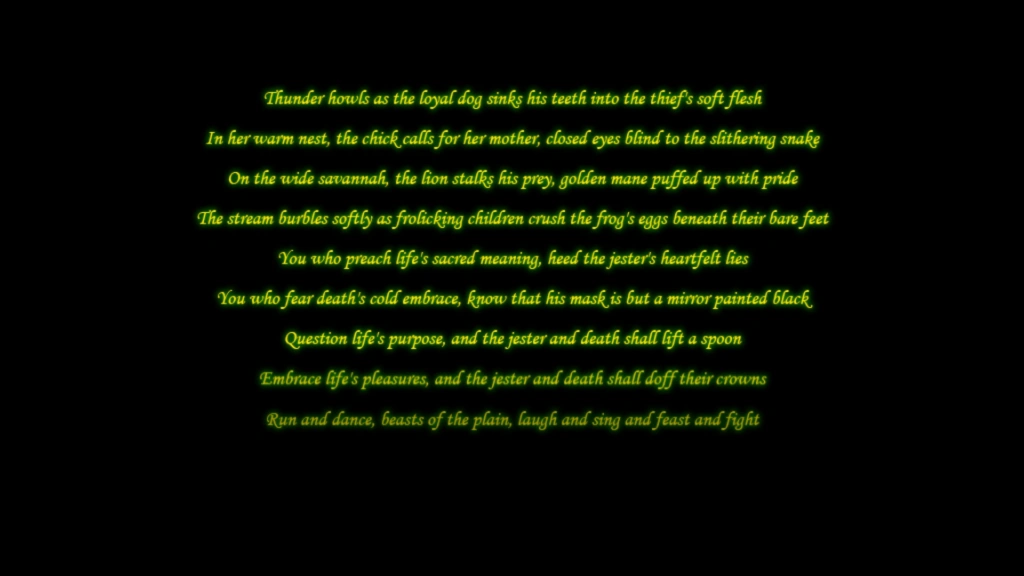 Thunder howls as the loyal dog sinks his teeth into the thief's soft flesh
In her warm nest, the chick calls for her mother, closed eyes blind to the slithering snake
On the wide savannah, the lion stalks his prey, golden mane puffed up with pride
The stream burbles softly as frolicking children crush the frog's eggs beneath their bare feet
You who preach life's sacred meaning, heed the jester's heartfelt lies
You who fear death's cold embrace, know that his mask is but a mirror painted black
Question life's purpose, and the jester and death shall lift a spoon
Embrace life's pleasures, and the jester and death shall doff their crowns
Run and dance, beasts of the plain, laugh and sing and feast and fight